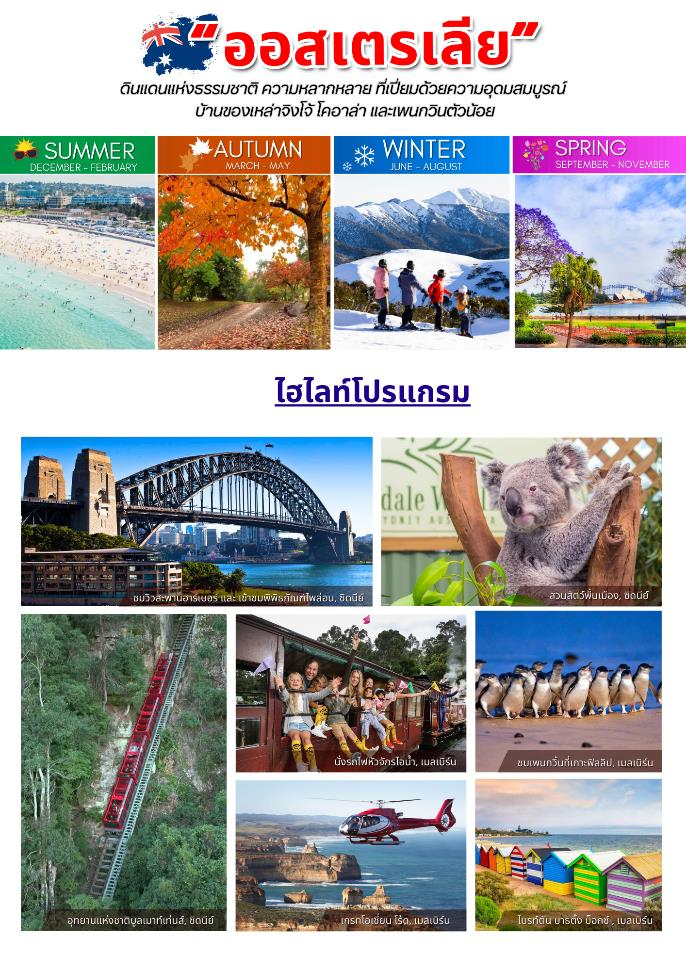 “ออสเตรเลีย”
ดินแดนแห่งธรรมชาติ ความหลากหลาย ที่เปี่ยมด้วยความอุดมสมบูรณ์
บ้านของเหล่าจิงโจ้ โคอาล่า และเพนกวินตัวน้อย
SUMMER
DECEMBER - FEBRUARY
AUTUMN
MARCH - MAY
WINTER
JUNE - AUGUST
SPRING
SEPTEMBER - NOVEMBER
ไฮไลท์โปรแกรม
ชมวิวสะพานฮาร์เบอร์ และ เข้าชมพิพิธภัณฑ์ไพล่อน, ซิดนีย์
dale W
YDNEY AUSTRA
สวนสัตว์พื้นเมือง, ซิดนีย์
นั่งรถไฟหัวจักรไอน้ำ, เมลเบิร์น
ชมเพนกวิ้นที่เกาะฟิลลิป, เมลเบิร์น
อุทยานแห่งชาติบูลเมาท์เท่นส์, ซิดนีย์
เกรทโอเชี่ยน โร้ด, เมลเบิร์น
ไบรท์ตัน บาธติ้ง บ็อกซ์ , เมลเบิร์น